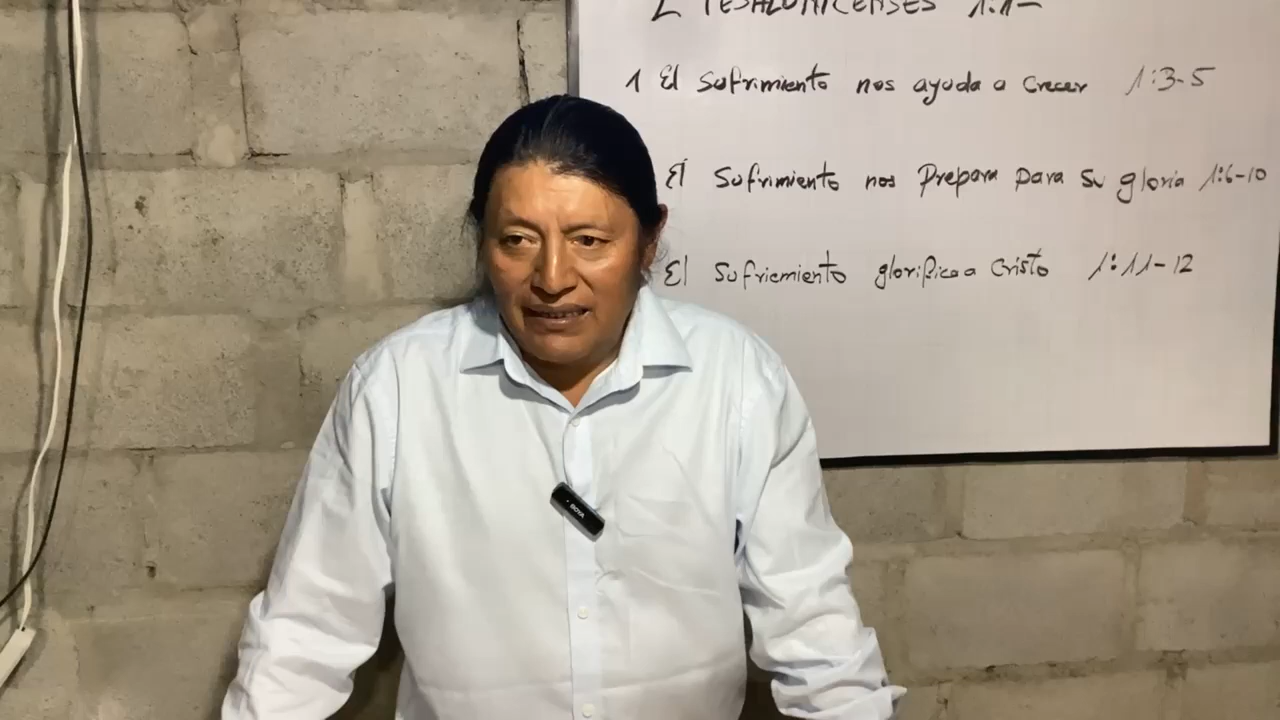 2 TESALONICENSES 1:1-
1 El Sufrimiento nos ayuda a Crecer 1:3-5
El Sufrimiento nos Prepara para Su gloria 1:6-10
El Sufriemiento glorifica a Cristo 1:11-12
BOYA